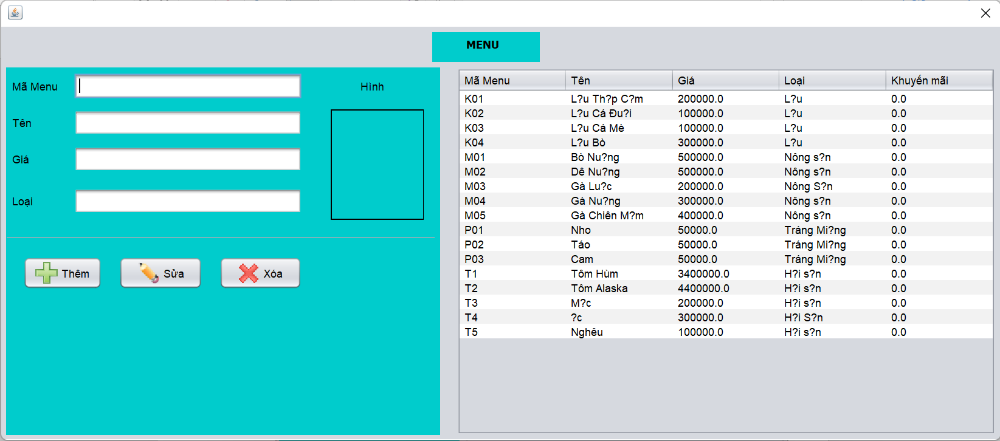 MENU
Mã Menu
Hình
Tên
Giá
Loại
Thêm
Sửa
Xóa
Mã Menu Tên Giá Loại Khuyến mãi
K01 L?u Th?p C?m 200000.0 L?u 0.0
K02 L?u Cá Đu?i 100000.0 L?u 0.0
K03 L?u Cá Mè 100000.0 L?u 0.0
K04 L?u Bò 300000.0 L?u 0.0
M01 Bò Nu?ng 500000.0 Nông s?n 0.0
M02 Dê Nu?ng 500000.0 Nông s?n 0.0
M03 Gà Lu?c 200000.0 Nông S?n 0.0
M04 Gà Nu?ng 300000.0 Nông s?n 0.0
M05 Gà Chiên M?m 400000.0 Nông s?n 0.0
P01 Nho 50000.0 Tráng Mi?ng 0.0
P02 Táo 50000.0 Tráng Mi?ng 0.0
P03 Cam 50000.0 Tráng Mi?ng 0.0
T1 Tôm Hùm 3400000.0 H?i s?n 0.0
T2 Tôm Alaska 4400000.0 H?i s?n 0.0
T3 M?c 200000.0 H?i s?n 0.0
T4 ?c 300000.0 H?i S?n 0.0
T5 Nghêu 100000.0 H?i s?n 0.0